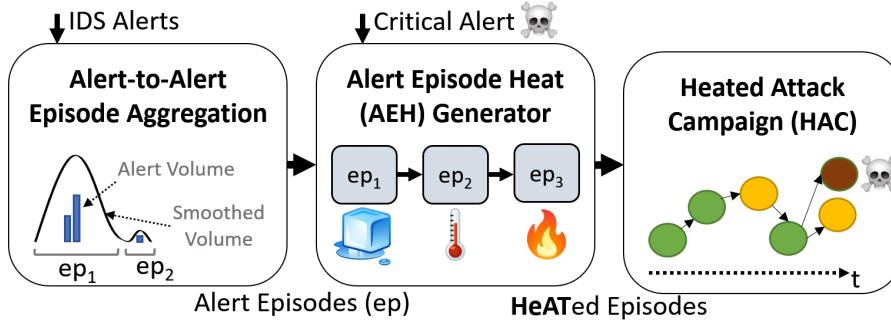 IDS Alerts
Critical Alert
Alert-to-Alert
Episode Aggregation
Alert Volume
Smoothed
Volume
ep1
ep2
Alert Episode Heat
(AEH) Generator
ep1
ep2
ep3
Heated Attack
Campaign (HAC)
t
Alert Episodes (ep)
HeATed Episodes